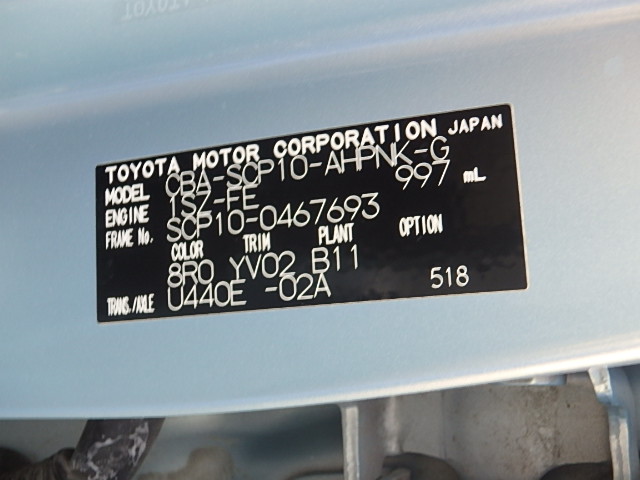 TOYOTA MOTOR CORPORATION JAPAN
MODEL CBA-SCP10-AHPNK-G
ENGINE 1SZ-FE 997 mL
FRAME No. SCP10-0467693
COLOR TRIM PLANT OPTION
8R0 YV02 B11
TRANS./AXLE U440E -02A 518